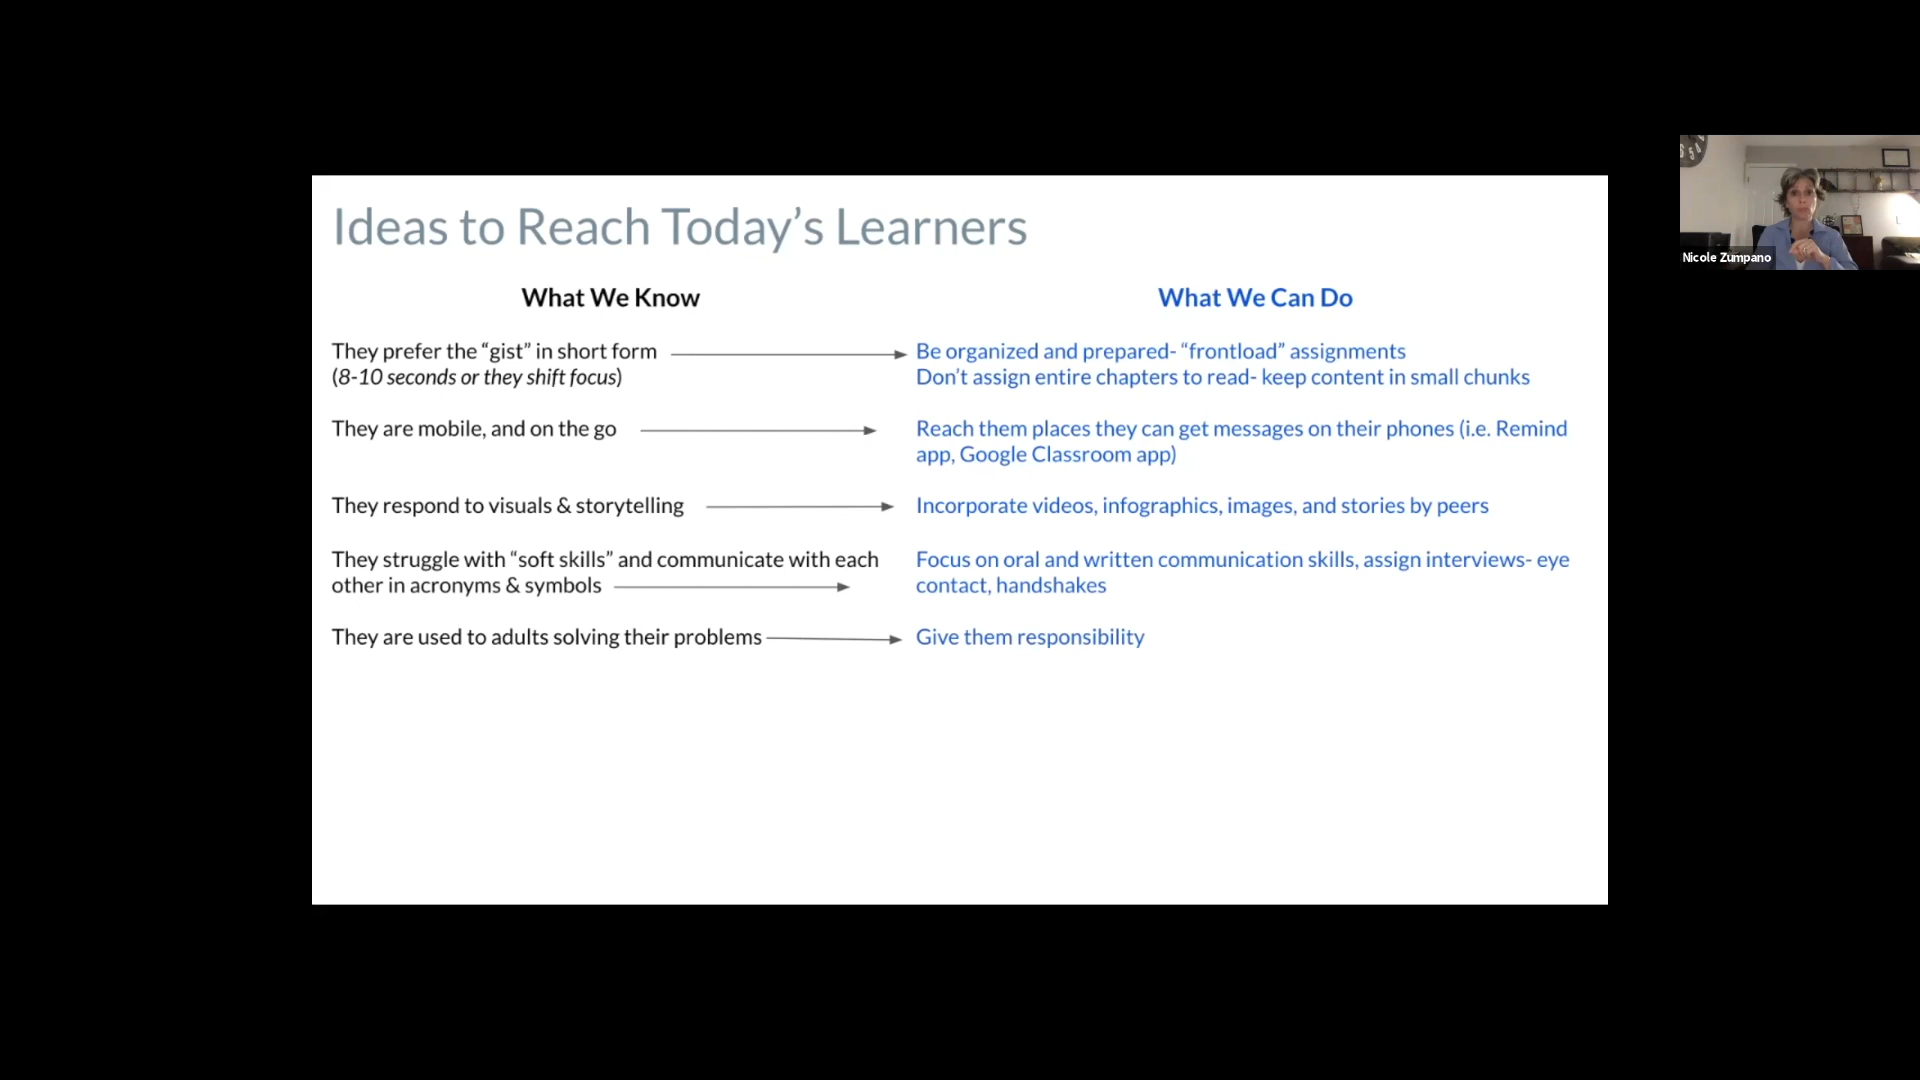 Ideas to Reach Today’s Learners
What We Know
What We Can Do
They prefer the “gist” in short form
(8-10 seconds or they shift focus)
Be organized and prepared- “frontload” assignments
Don’t assign entire chapters to read- keep content in small chunks
They are mobile, and on the go
Reach them places they can get messages on their phones (i.e. Remind
app, Google Classroom app)
They respond to visuals & storytelling
Incorporate videos, infographics, images, and stories by peers
They struggle with “soft skills” and communicate with each
other in acronyms & symbols
Focus on oral and written communication skills, assign interviews- eye
contact, handshakes
They are used to adults solving their problems
Give them responsibility
Nicole Zumpano